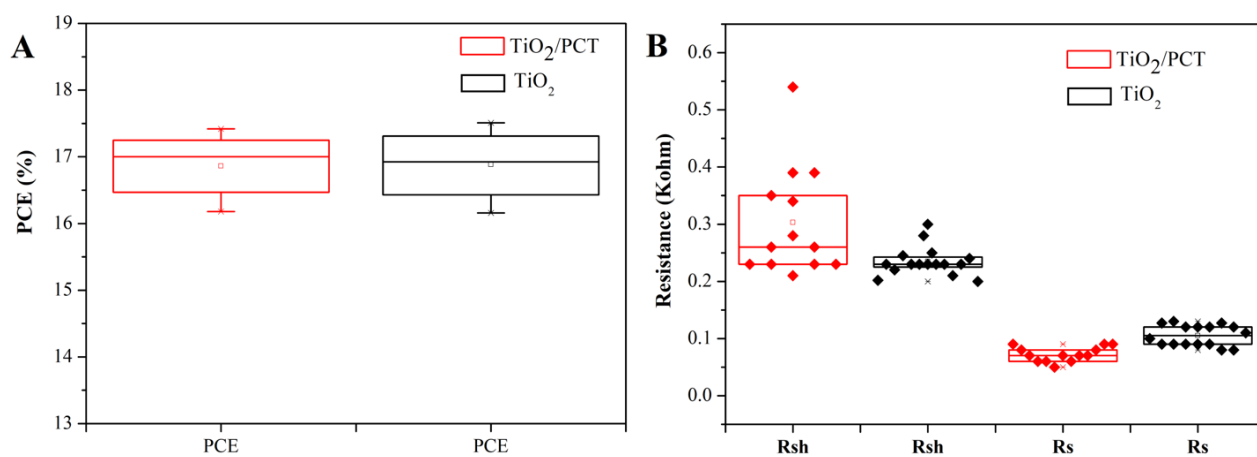 A
PCE (%)
19
18
17
16
15
14
13
TiO₂/PCT
TiO₂
PCE
PCE
B
Resistance (Kohm)
0.6
0.5
0.4
0.3
0.2
0.1
0.0
TiO₂/PCT
TiO₂
Rsh
Rsh
Rs
Rs